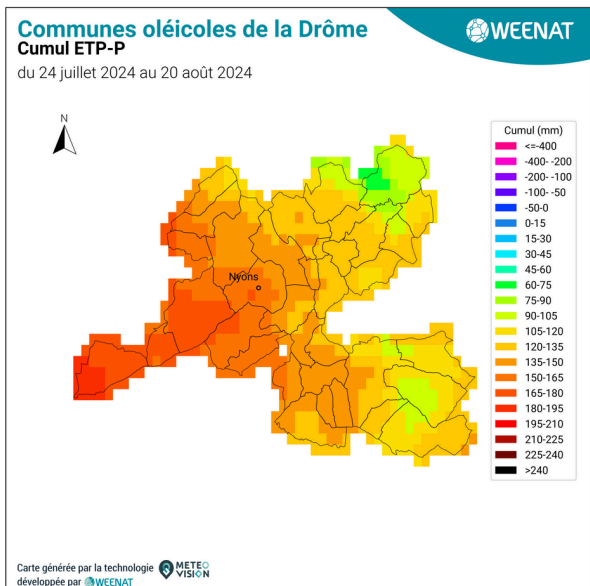 Communes oléicoles de la Drôme
Cumul ETP-P
du 24 juillet 2024 au 20 août 2024
WEENAT
N
Nyons
Cumul (mm)
<=-400
-400--200
-200--100
-100--50
-50-0
0-15
15-30
30-45
45-60
60-75
75-90
90-105
105-120
120-135
135-150
150-165
165-180
180-195
195-210
210-225
225-240
>240
Carte générée par la technologie METEO VISION
développée par WEENAT